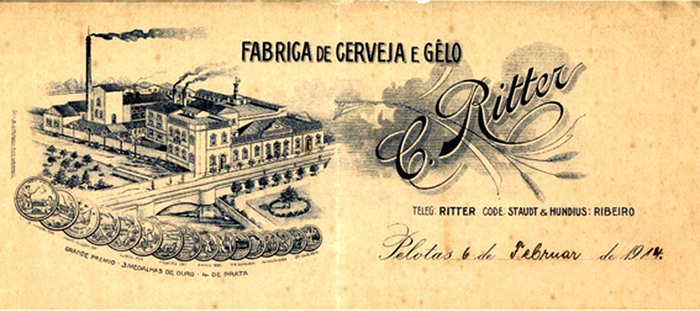 FABRICA DE CERVEJA E GÊLO
C. Ritter
TELEG: RITTER CODE: STAUDT & HUNDIUS: RIBEIRO
Pelotas 6 de Februar de 1914.
GRANDE PREMIO - 3 MEDALHAS DE OURO - 4 DE PRATA